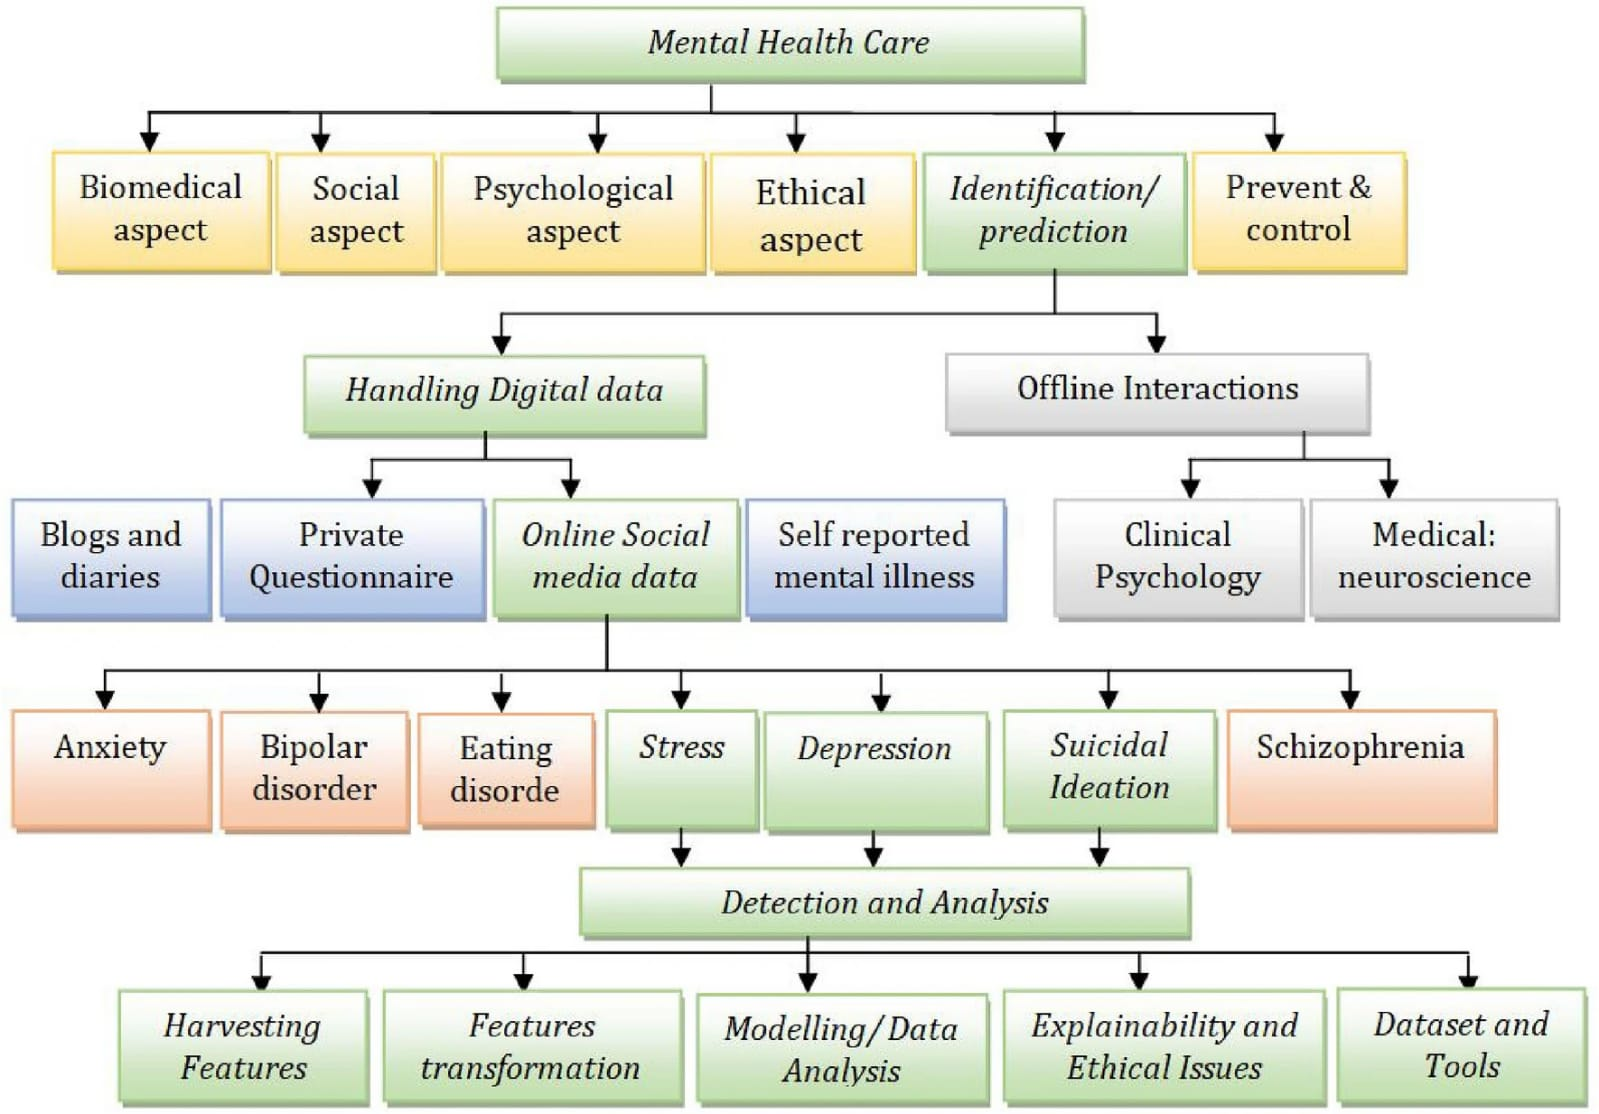 Mental Health Care
Biomedical
aspect
Social
aspect
Psychological
aspect
Ethical
aspect
Identification/
prediction
Prevent &
control
Handling Digital data
Offline Interactions
Blogs and
diaries
Private
Questionnaire
Online Social
media data
Self reported
mental illness
Clinical
Psychology
Medical:
neuroscience
Anxiety
Bipolar
disorder
Eating
disorde
Stress
Depression
Suicidal
Ideation
Schizophrenia
Detection and Analysis
Harvesting
Features
Features
transformation
Modelling/Data
Analysis
Explainability and
Ethical Issues
Dataset and
Tools